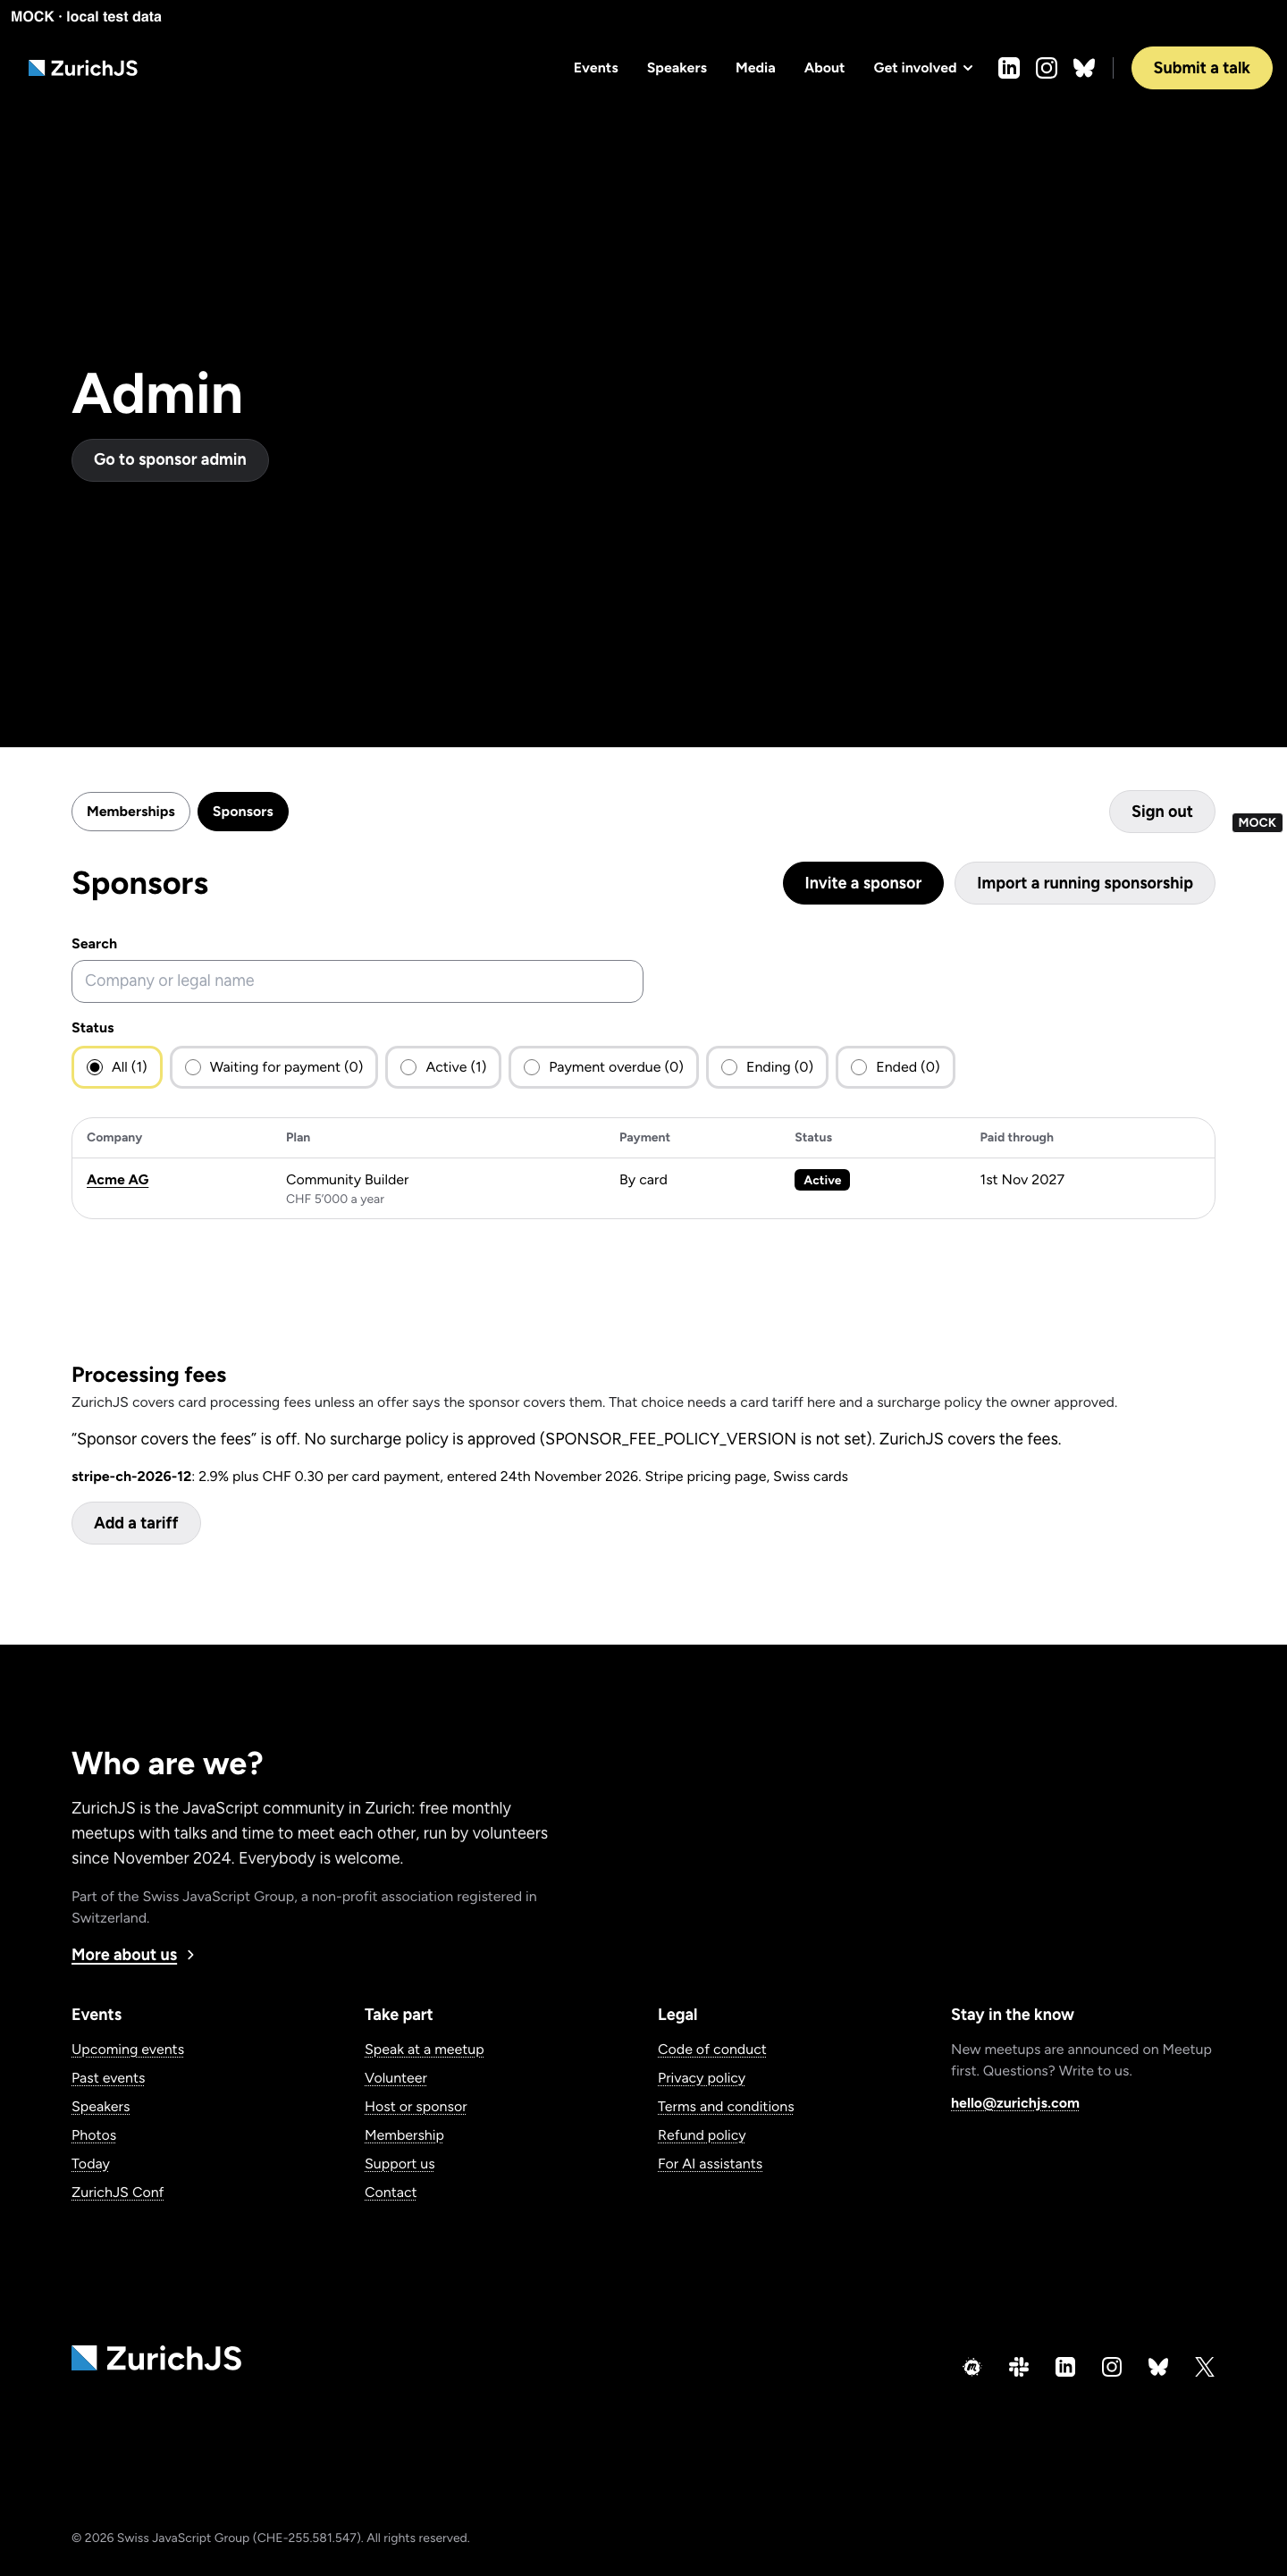 MOCK · local test data
ZurichJS
Events
Speakers
Media
About
Get involved
Submit a talk
Admin
Go to sponsor admin
Memberships
Sponsors
Sign out
MOCK
Sponsors
Invite a sponsor
Import a running sponsorship
Search
Company or legal name
Status
All (1)
Waiting for payment (0)
Active (1)
Payment overdue (0)
Ending (0)
Ended (0)
Company Plan Payment Status Paid through
Acme AG Community Builder By card Active 1st Nov 2027
CHF 5’000 a year
Processing fees
ZurichJS covers card processing fees unless an offer says the sponsor covers them. That choice needs a card tariff here and a surcharge policy the owner approved.
“Sponsor covers the fees” is off. No surcharge policy is approved (SPONSOR_FEE_POLICY_VERSION is not set). ZurichJS covers the fees.
stripe-ch-2026-12: 2.9% plus CHF 0.30 per card payment, entered 24th November 2026. Stripe pricing page, Swiss cards
Add a tariff
Who are we?
ZurichJS is the JavaScript community in Zurich: free monthly
meetups with talks and time to meet each other, run by volunteers
since November 2024. Everybody is welcome.
Part of the Swiss JavaScript Group, a non-profit association registered in
Switzerland.
More about us
Events
Upcoming events
Past events
Speakers
Photos
Today
ZurichJS Conf
Take part
Speak at a meetup
Volunteer
Host or sponsor
Membership
Support us
Contact
Legal
Code of conduct
Privacy policy
Terms and conditions
Refund policy
For AI assistants
Stay in the know
New meetups are announced on Meetup
first. Questions? Write to us.
hello@zurichjs.com
ZurichJS
© 2026 Swiss JavaScript Group (CHE-255.581.547). All rights reserved.